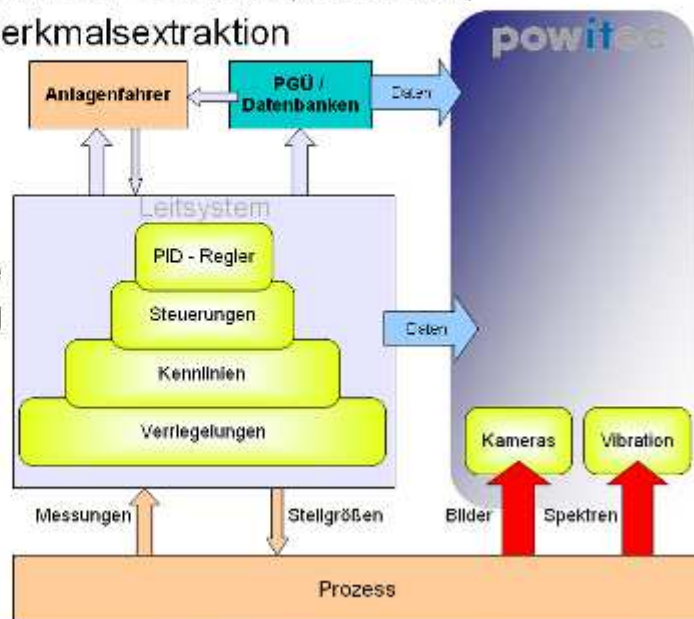 erkmalsextraktion
powitec
Anlagenfahrer
PGÜ /
Datenbanken
Daten
Leitsystem
PID - Regler
Steuerungen
Daten
Kennlinien
Verriegelungen
Kameras
Vibration
Messungen
Stellgrößen
Bilder
Spektren
Prozess